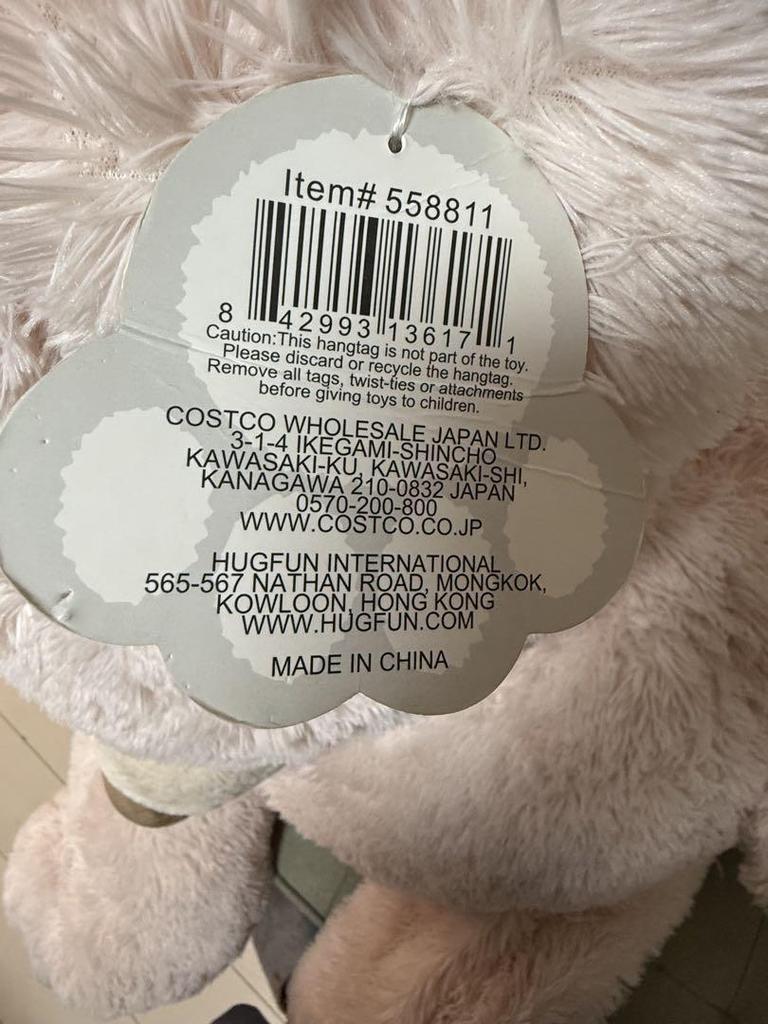 Item# 558811
8 42993 13617 1
Caution:This hangtag is not part of the toy.
Please discard or recycle the hangtag.
Remove all tags, twist-ties or attachments
before giving toys to children.
COSTCO WHOLESALE JAPAN LTD.
3-1-4 IKEGAMI-SHINCHO
KAWASAKI-KU, KAWASAKI-SHI,
KANAGAWA 210-0832 JAPAN
0570-200-800
WWW.COSTCO.CO.JP
HUGFUN INTERNATIONAL
565-567 NATHAN ROAD, MONGKOK,
KOWLOON, HONG KONG
WWW.HUGFUN.COM
MADE IN CHINA